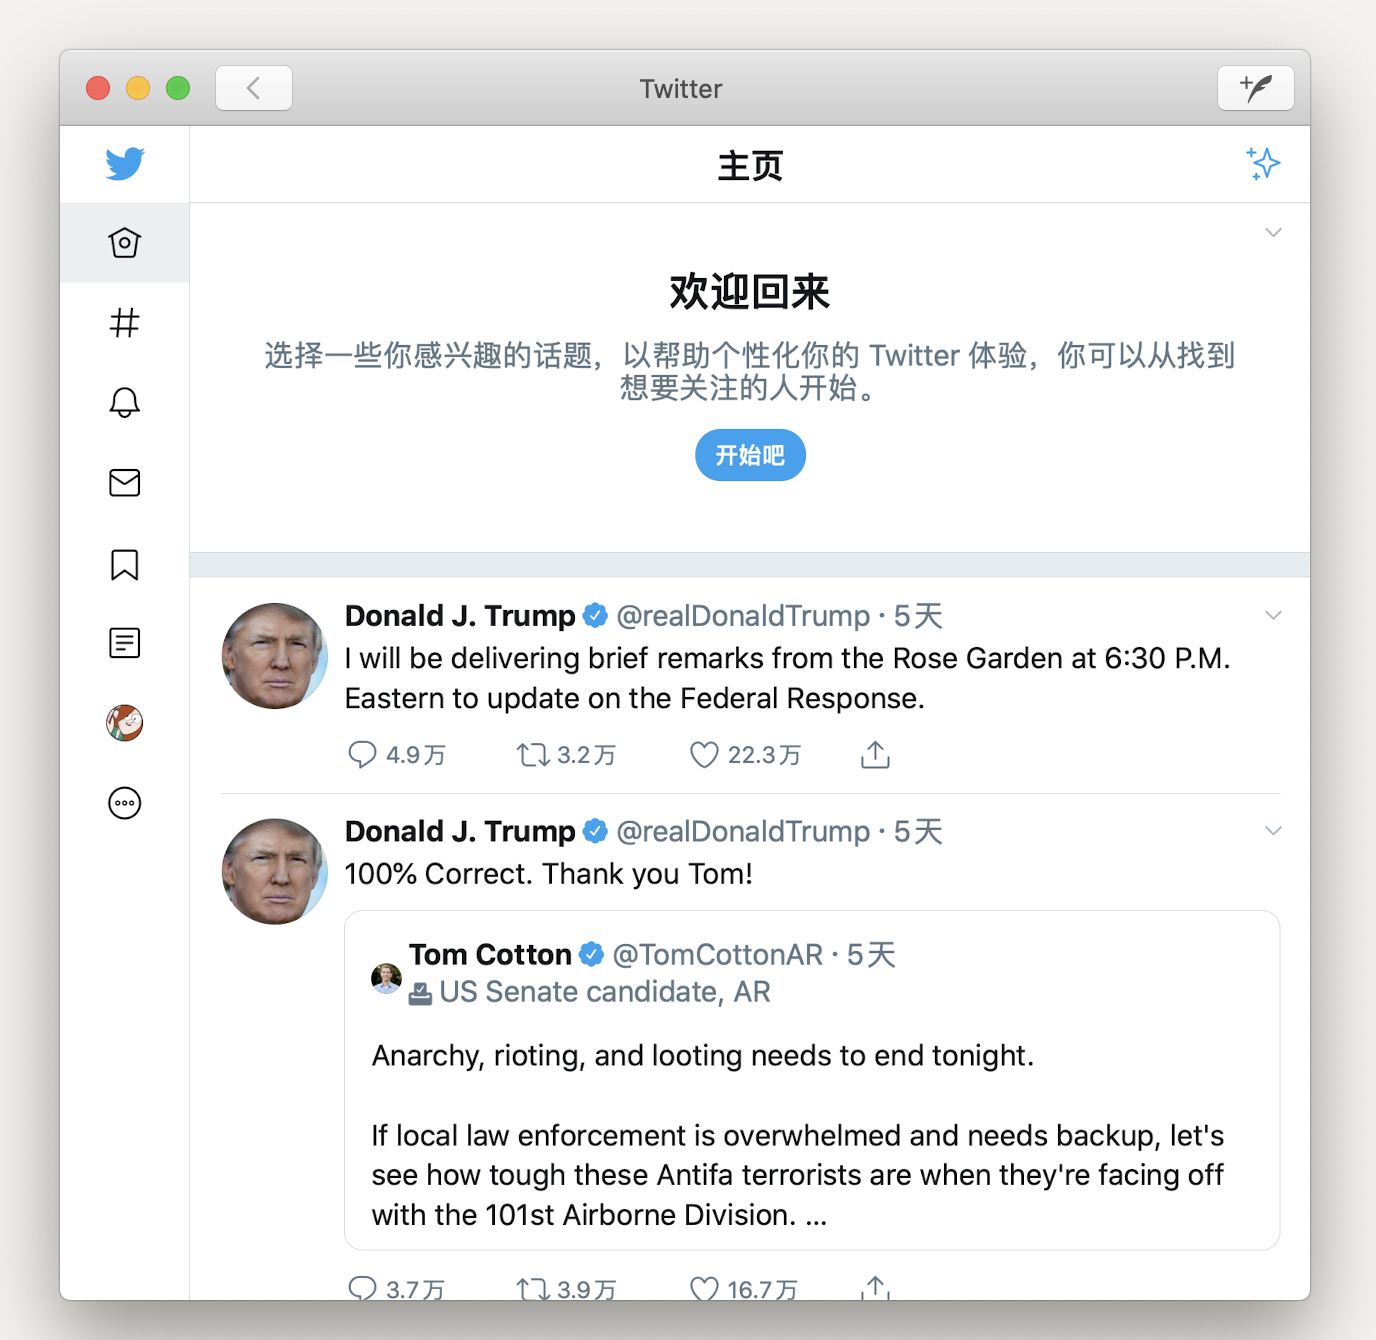 Twitter
主页
欢迎回来
选择一些你感兴趣的话题，以帮助个性化你的 Twitter 体验，你可以从找到
想要关注的人开始。
开始吧
Donald J. Trump @realDonaldTrump · 5天
I will be delivering brief remarks from the Rose Garden at 6:30 P.M.
Eastern to update on the Federal Response.
4.9万 3.2万 22.3万
Donald J. Trump @realDonaldTrump · 5天
100% Correct. Thank you Tom!
Tom Cotton @TomCottonAR · 5天
US Senate candidate, AR
Anarchy, rioting, and looting needs to end tonight.
If local law enforcement is overwhelmed and needs backup, let's
see how tough these Antifa terrorists are when they're facing off
with the 101st Airborne Division. ...
3.7万 3.9万 16.7万